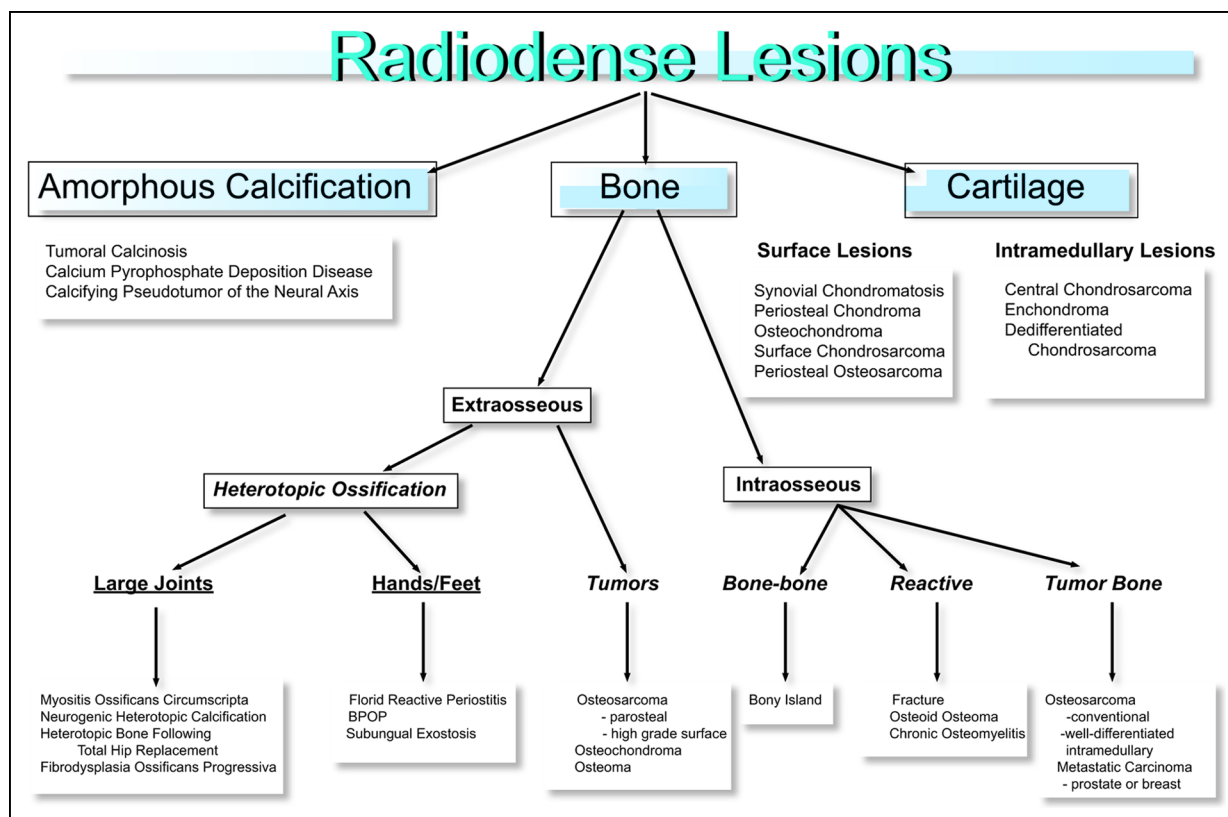 Radiodense Lesions
Amorphous Calcification
Tumoral Calcinosis
Calcium Pyrophosphate Deposition Disease
Calcifying Pseudotumor of the Neural Axis
Bone
Cartilage
Surface Lesions
Synovial Chondromatosis
Periosteal Chondroma
Osteochondroma
Surface Chondrosarcoma
Periosteal Osteosarcoma
Intramedullary Lesions
Central Chondrosarcoma
Enchondroma
Dedifferentiated
Chondrosarcoma
Extraosseous
Heterotopic Ossification
Intraosseous
Large Joints
Myositis Ossificans Circumscripta
Neurogenic Heterotopic Calcification
Heterotopic Bone Following
Total Hip Replacement
Fibrodysplasia Ossificans Progressiva
Hands/Feet
Florid Reactive Periostitis
BPOP
Subungual Exostosis
Tumors
Osteosarcoma
- parosteal
- high grade surface
Osteochondroma
Osteoma
Bone-bone
Bony Island
Reactive
Fracture
Osteoid Osteoma
Chronic Osteomyelitis
Tumor Bone
Osteosarcoma
-conventional
-well-differentiated
intramedullary
Metastatic Carcinoma
- prostate or breast